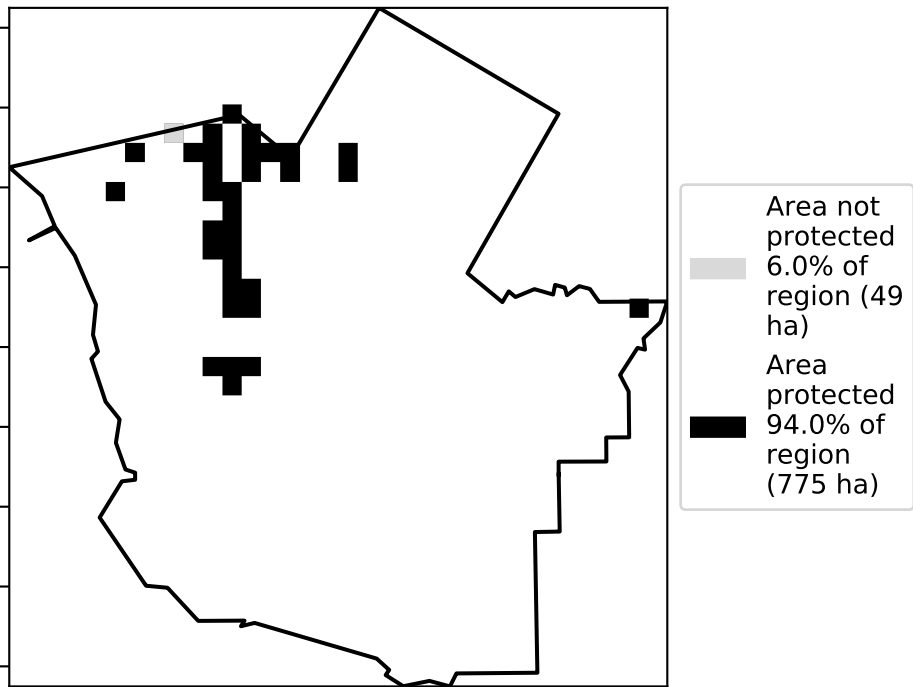 Area not
protected
6.0% of
region (49
ha)
Area
protected
94.0% of
region
(775 ha)